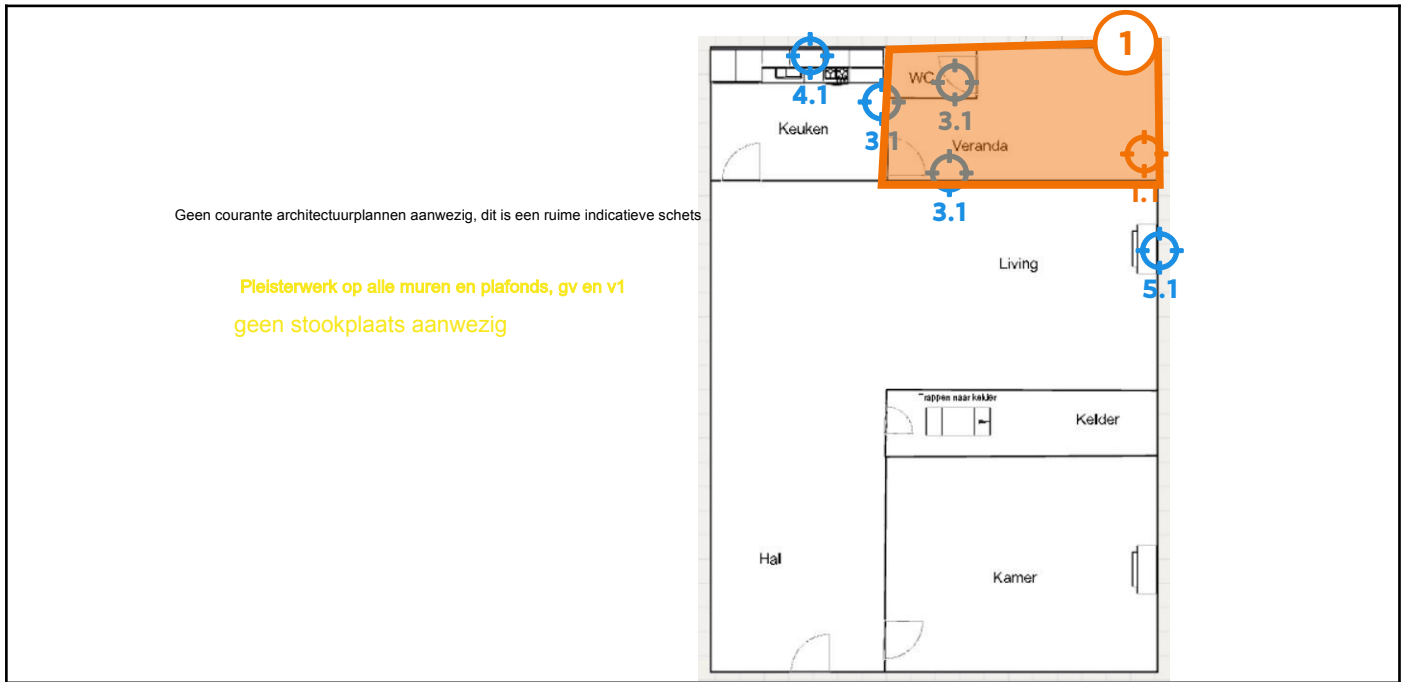 1
WC
4.1
3.1
3.1
Keuken
Veranda
1.1
3.1
Geen courante architectuurplannen aanwezig, dit is een ruime indicatieve schets
Living
Pleisterwerk op alle muren en plafonds, gv en v1
5.1
geen stookplaats aanwezig
Trappen naar kelder
Kelder
Hal
Kamer